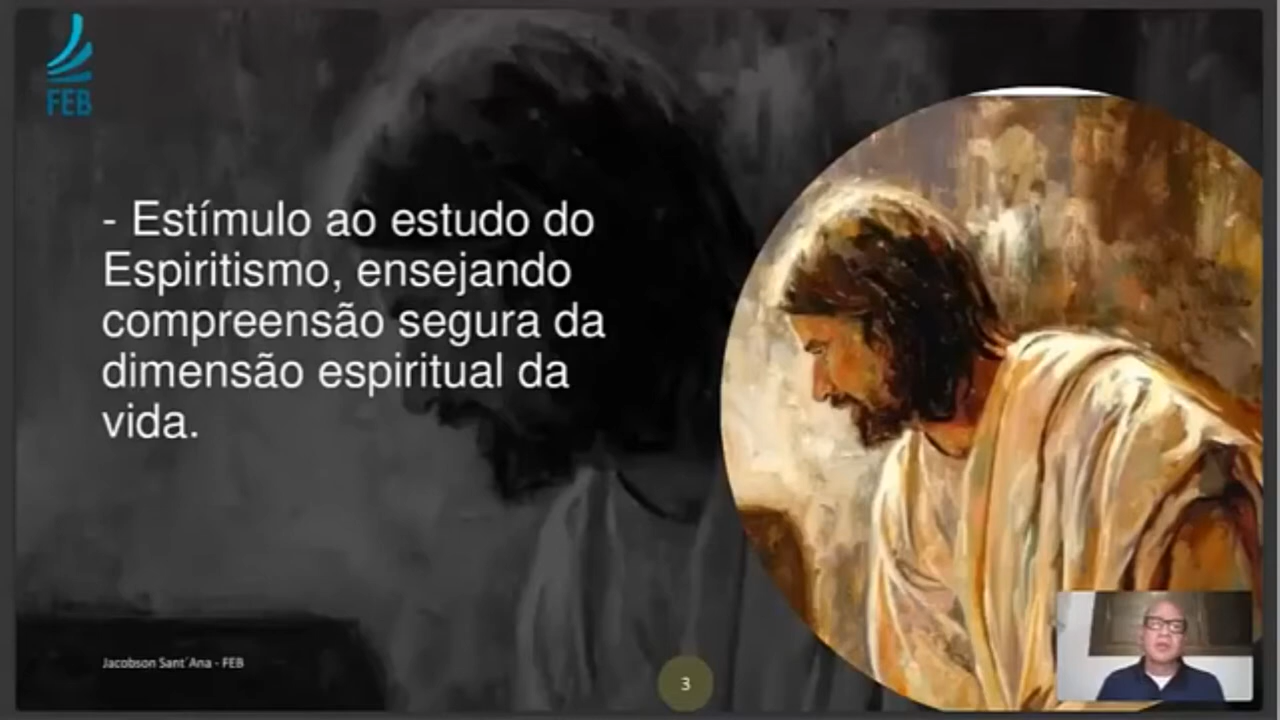 FEB
- Estímulo ao estudo do
Espiritismo, ensejando
compreensão segura da
dimensão espiritual da
vida.
Jacobson Sant´Ana - FEB
3